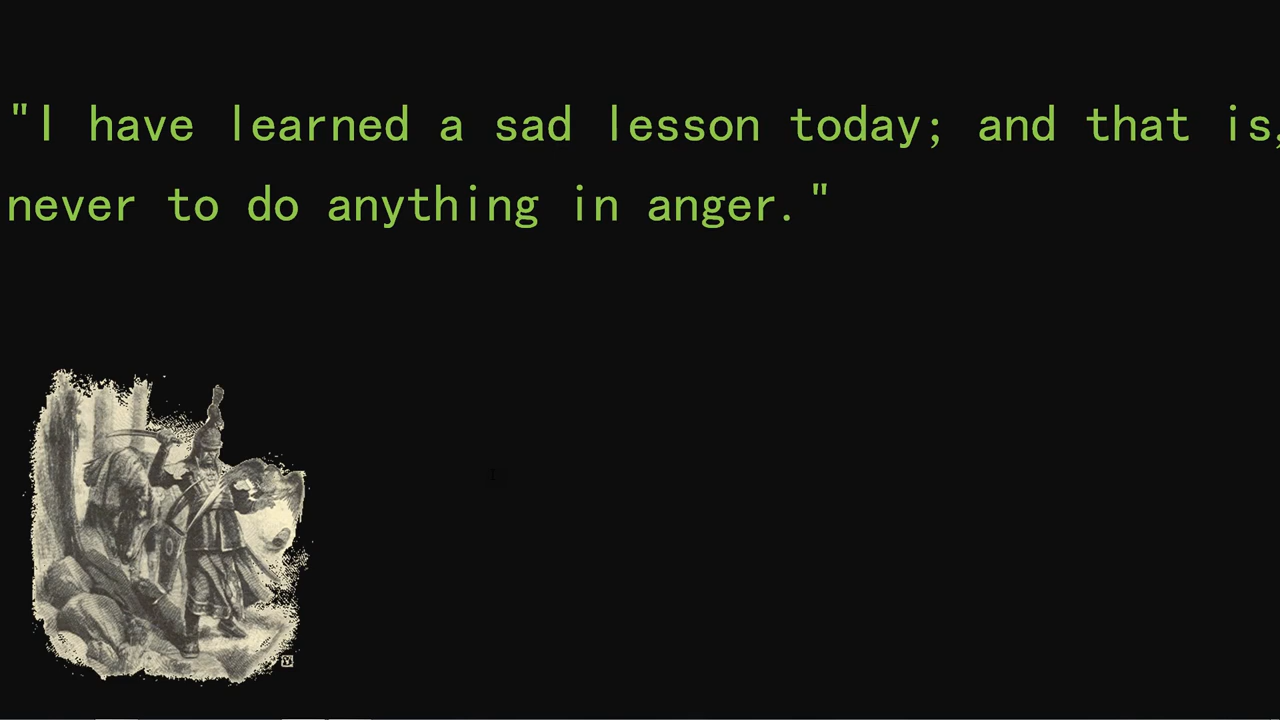 "I have learned a sad lesson today; and that is,
never to do anything in anger."